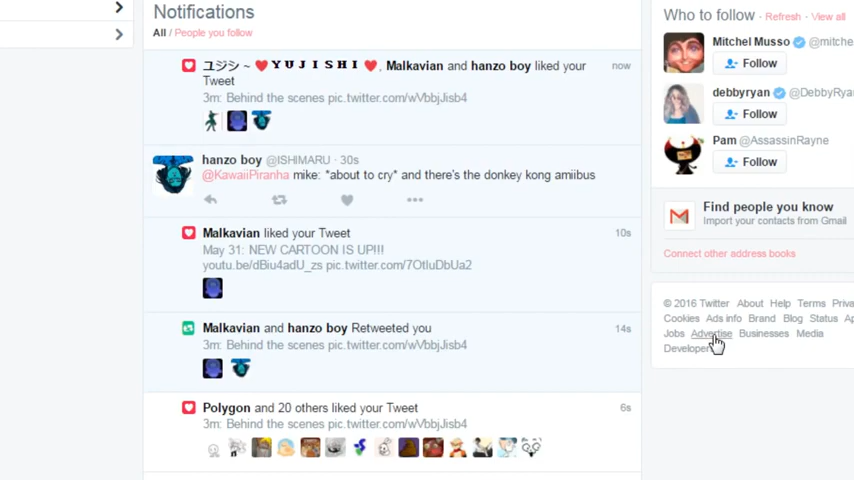 Notifications
All / People you follow
ユジシ ~ ❤️𝐘𝐔𝐉𝐈𝐒𝐇𝐈❤️, Malkavian and hanzo boy liked your
Tweet
now
3m: Behind the scenes pic.twitter.com/wVbbjJisb4
hanzo boy @ISHIMARU · 30s
@KawaiiPiranha mike: *about to cry* and there's the donkey kong amiibus
Malkavian liked your Tweet
10s
May 31: NEW CARTOON IS UP!!!
youtu.be/dBiu4adU_zs pic.twitter.com/7OtluDbUa2
Malkavian and hanzo boy Retweeted you
14s
3m: Behind the scenes pic.twitter.com/wVbbjJisb4
Polygon and 20 others liked your Tweet
6s
3m: Behind the scenes pic.twitter.com/wVbbjJisb4
Who to follow · Refresh · View all
Mitchel Musso @mitche
Follow
debbyryan @DebbyRya
Follow
Pam @AssassinRayne
Follow
Find people you know
Import your contacts from Gmail
Connect other address books
© 2016 Twitter About Help Terms Priva
Cookies Ads info Brand Blog Status Ap
Jobs Advertise Businesses Media
Developer